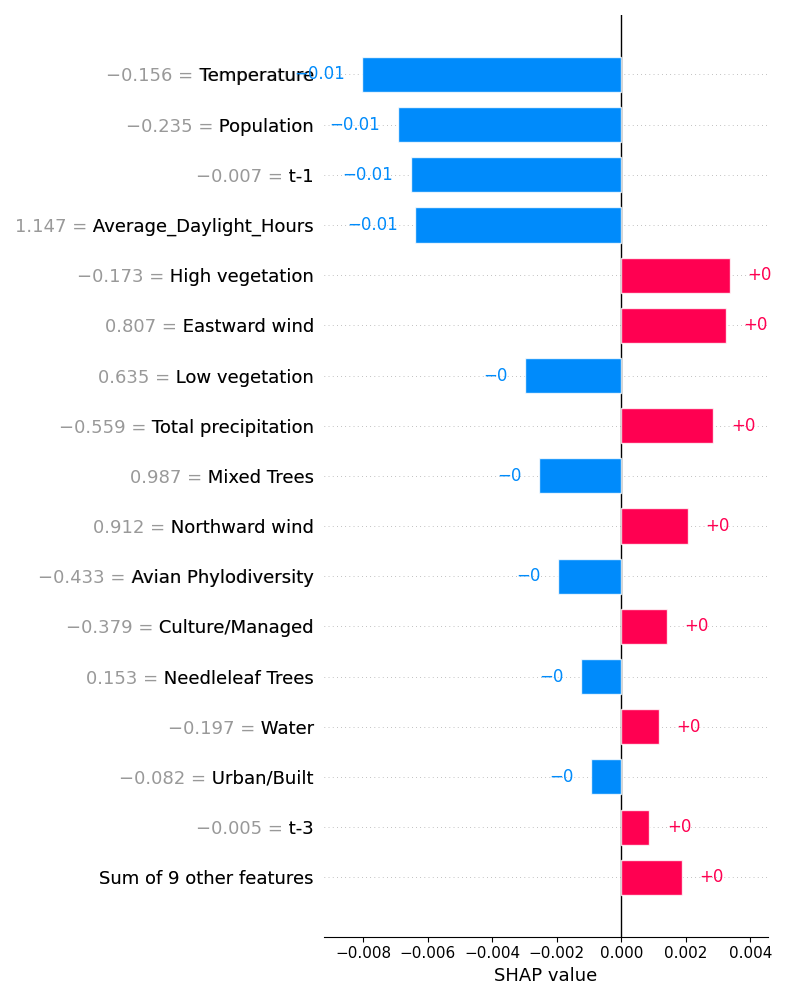 −0.156 = Temperature −0.01
−0.235 = Population −0.01
−0.007 = t-1 −0.01
1.147 = Average_Daylight_Hours −0.01
−0.173 = High vegetation +0
0.807 = Eastward wind +0
0.635 = Low vegetation −0
−0.559 = Total precipitation +0
0.987 = Mixed Trees −0
0.912 = Northward wind +0
−0.433 = Avian Phylodiversity −0
−0.379 = Culture/Managed +0
0.153 = Needleleaf Trees −0
−0.197 = Water +0
−0.082 = Urban/Built −0
−0.005 = t-3 +0
Sum of 9 other features +0
−0.008 −0.006 −0.004 −0.002 0.000 0.002 0.004
SHAP value